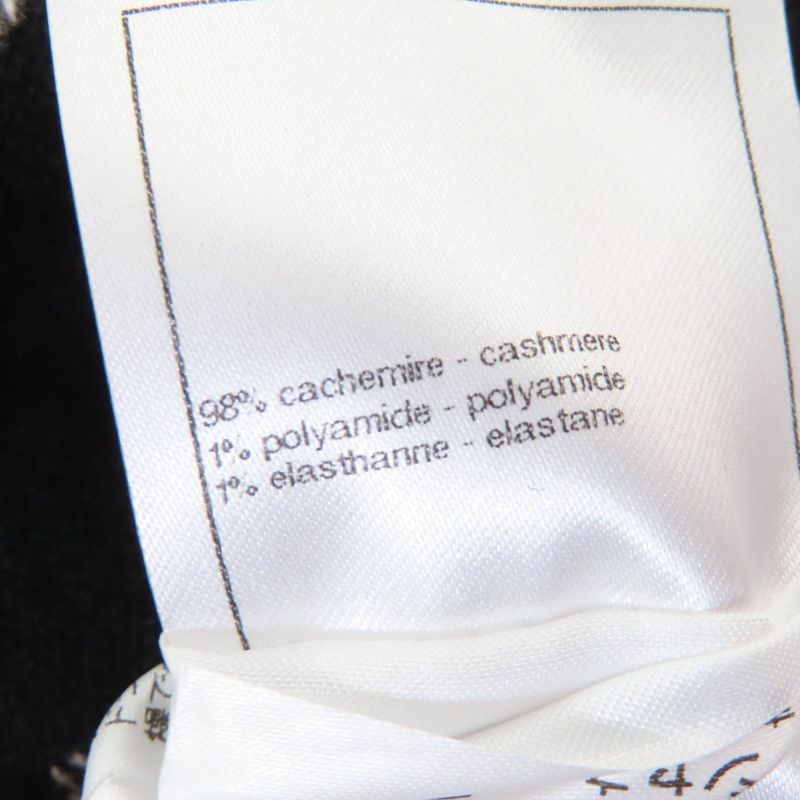 98% cachemire - cashmere
1% polyamide - polyamide
1% elasthanne - elastane